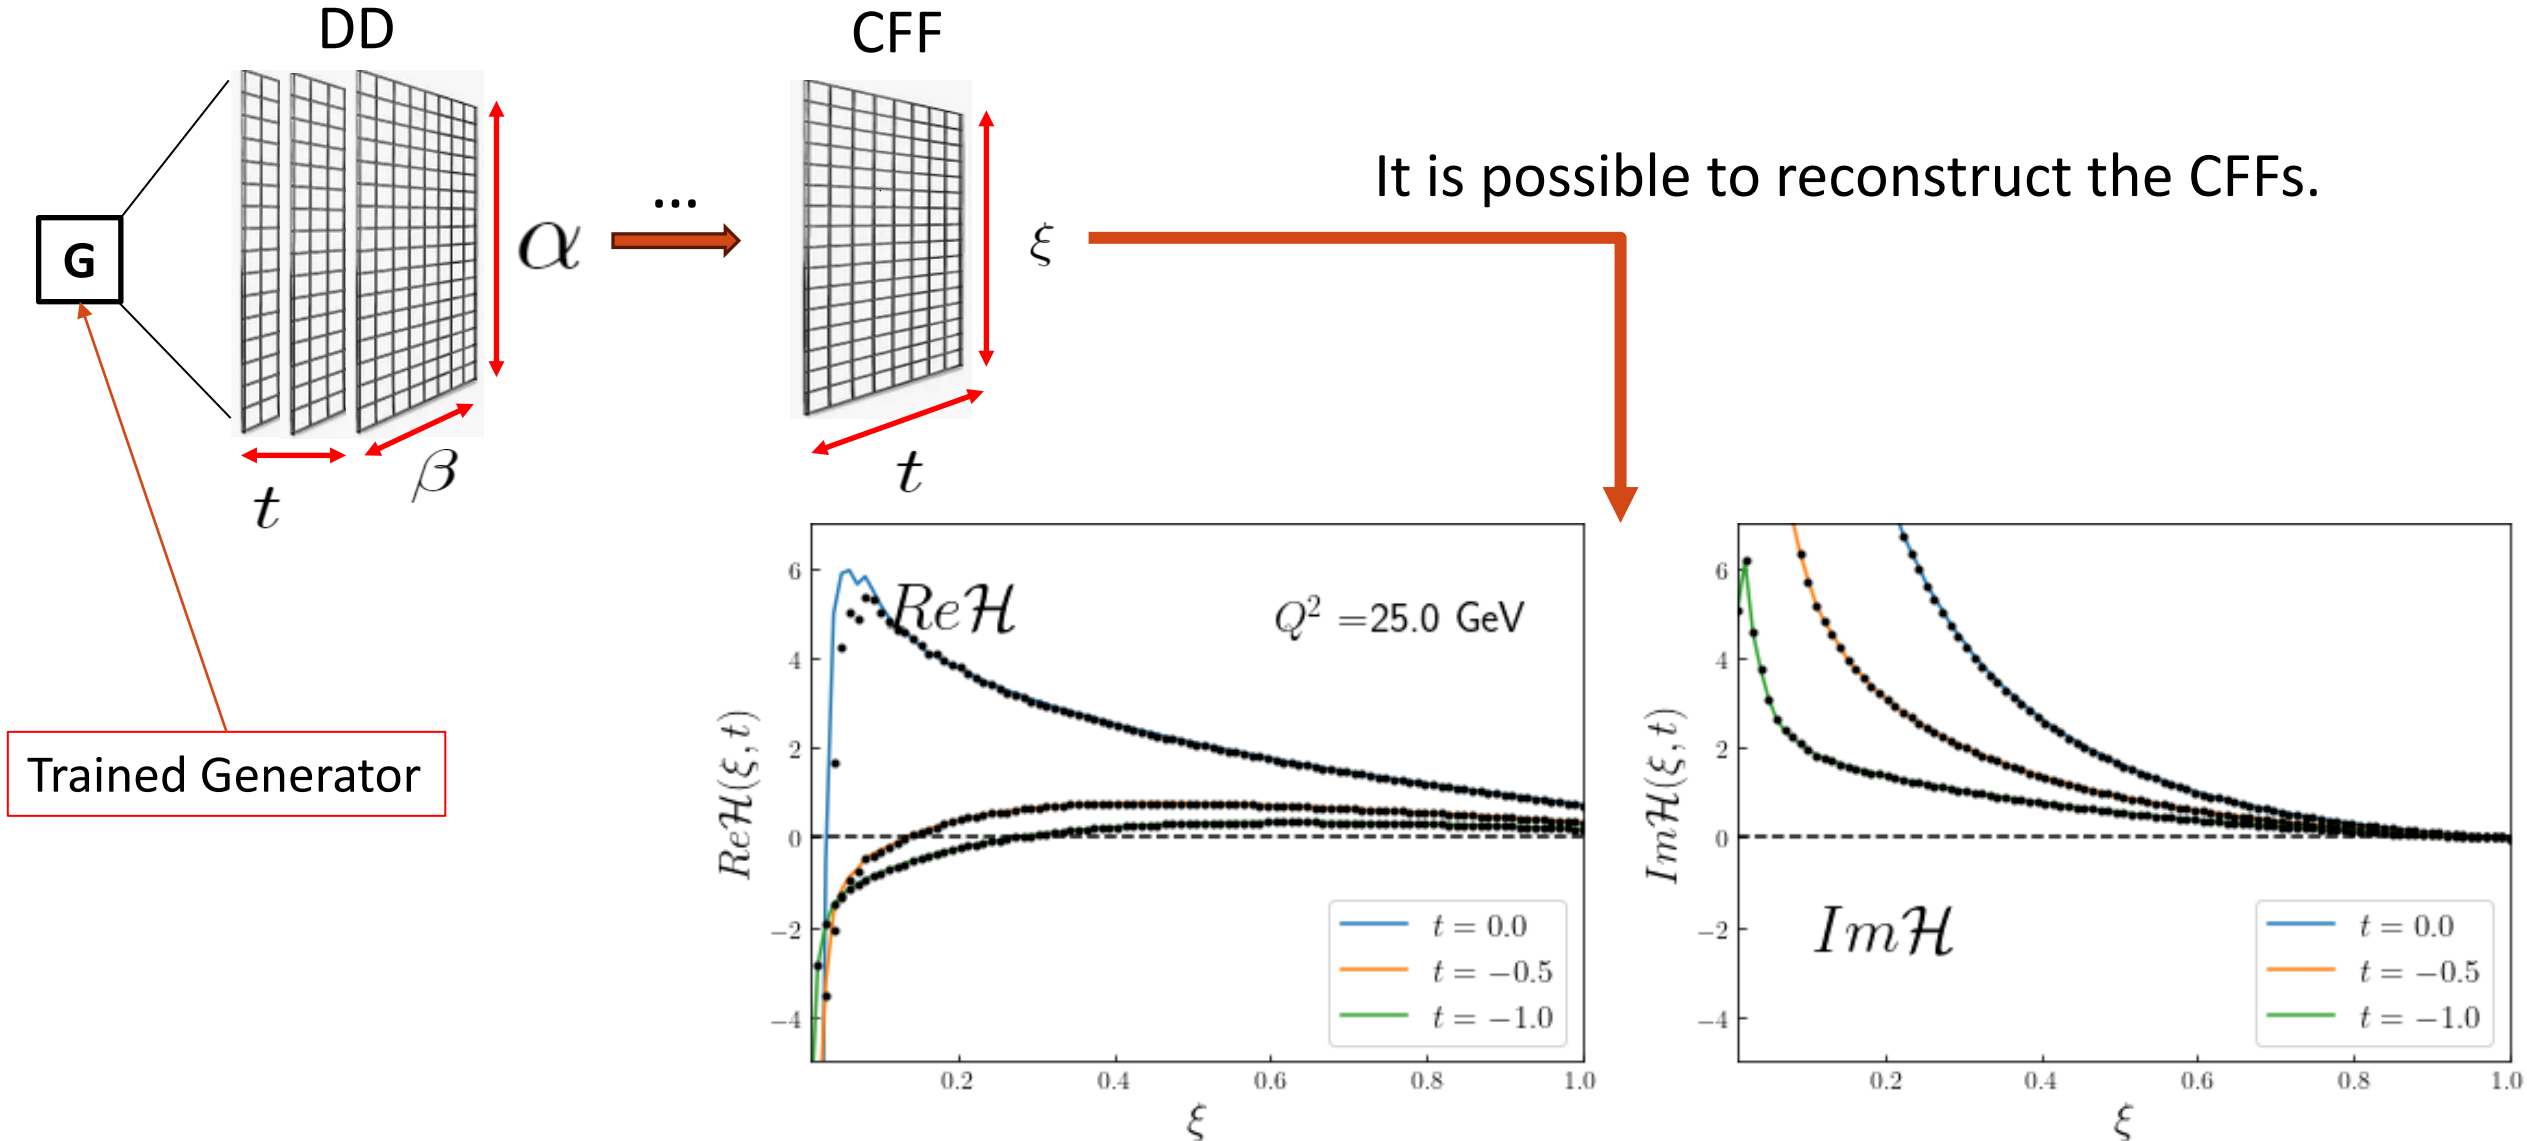 DD
CFF
It is possible to reconstruct the CFFs.
G
α
...
ξ
β
t
t
Trained Generator
ReH(ξ, t)
6
4
2
0
−2
−4
ReH
Q² =25.0 GeV
t = 0.0
t = −0.5
t = −1.0
0.2 0.4 0.6 0.8 1.0
ξ
ImH(ξ, t)
6
4
2
0
−2
−4
ImH
t = 0.0
t = −0.5
t = −1.0
0.2 0.4 0.6 0.8 1.0
ξ